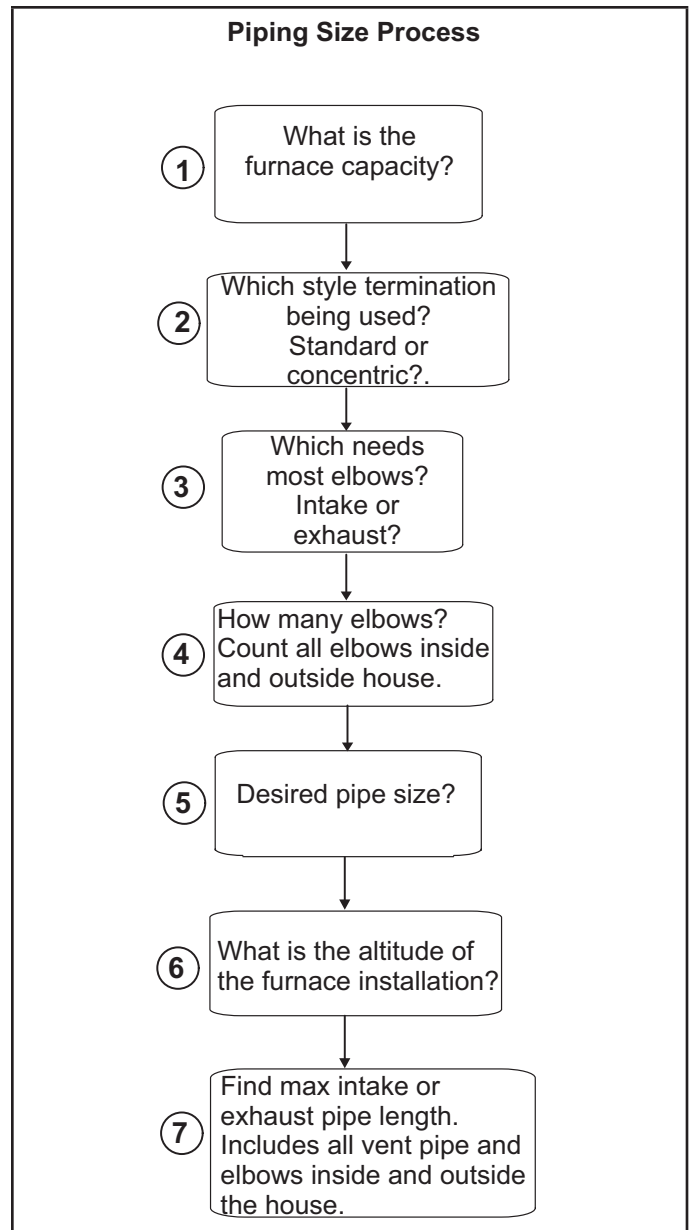 Piping Size Process
1
What is the
furnace capacity?
2
Which style termination
being used?
Standard or
concentric?.
3
Which needs
most elbows?
Intake or
exhaust?
4
How many elbows?
Count all elbows inside
and outside house.
5
Desired pipe size?
6
What is the altitude of
the furnace installation?
7
Find max intake or
exhaust pipe length.
Includes all vent pipe and
elbows inside and outside
the house.